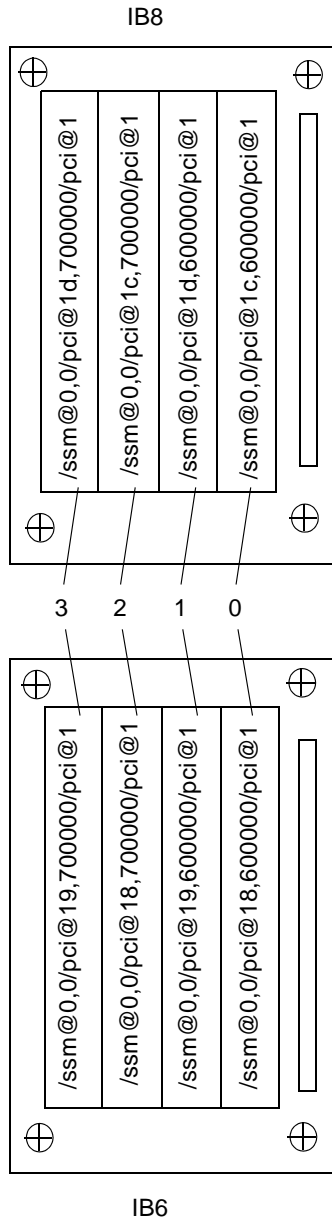 IB8
/ssm@0,0/pci@1d,700000/pci@1
/ssm@0,0/pci@1c,700000/pci@1
/ssm@0,0/pci@1d,600000/pci@1
/ssm@0,0/pci@1c,600000/pci@1
3 2 1 0
/ssm@0,0/pci@19,700000/pci@1
/ssm@0,0/pci@18,700000/pci@1
/ssm@0,0/pci@19,600000/pci@1
/ssm@0,0/pci@18,600000/pci@1
IB6